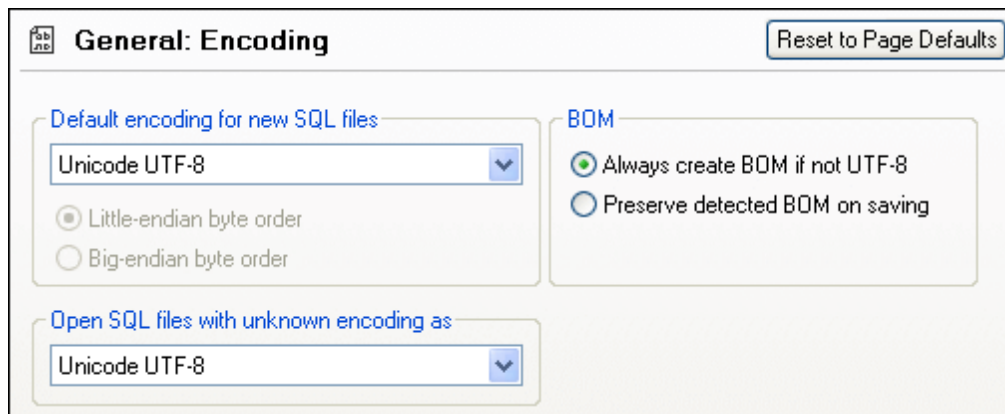 General: Encoding
Reset to Page Defaults
Default encoding for new SQL files
Unicode UTF-8
Little-endian byte order
Big-endian byte order
BOM
Always create BOM if not UTF-8
Preserve detected BOM on saving
Open SQL files with unknown encoding as
Unicode UTF-8